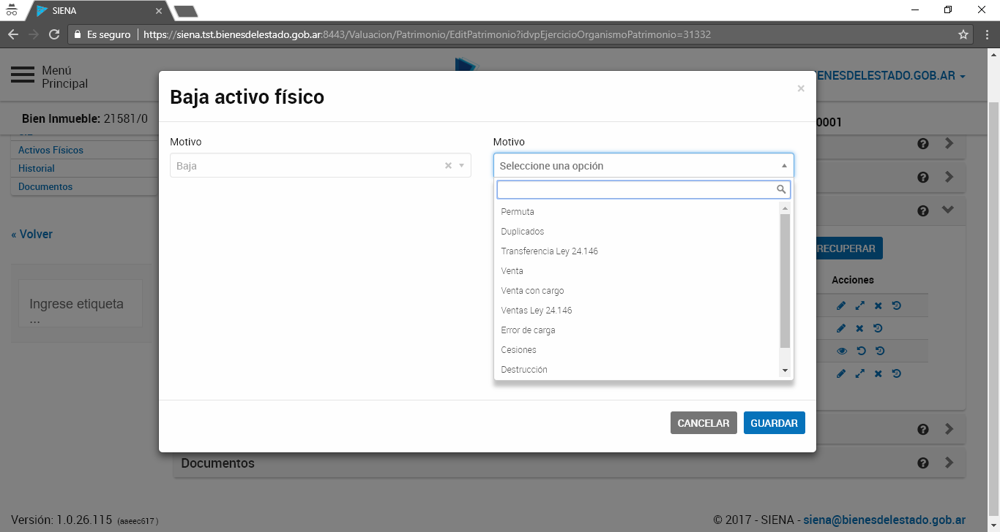 SIENA
Es seguro
https://siena.tst.bienesdelestado.gob.ar:8443/Valuacion/Patrimonio/EditPatrimonio?idvpEjercicioOrganismoPatrimonio=31332
Menú
Principal
ENESDELESTADO.GOB.AR
Bien Inmueble: 21581/0
0001
Activos Físicos
Historial
Documentos
« Volver
Ingrese etiqueta
...
Baja activo físico
×
Motivo
Motivo
Baja
Seleccione una opción
Permuta
Duplicados
Transferencia Ley 24.146
Venta
Venta con cargo
Ventas Ley 24.146
Error de carga
Cesiones
Destrucción
CANCELAR
GUARDAR
RECUPERAR
Acciones
Documentos
Versión: 1.0.26.115 (aaeec617)
© 2017 - SIENA - siena@bienesdelestado.gob.ar